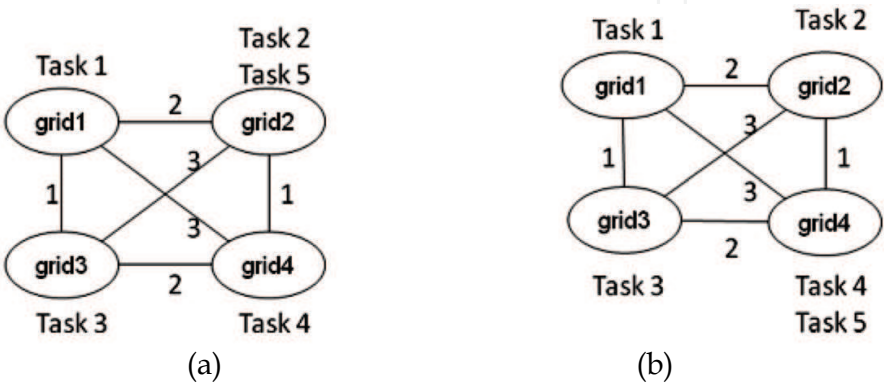 Task 1
Task 2
Task 5
grid1
2
grid2
3
1
1
3
grid3
2
grid4
Task 3
Task 4
(a)
Task 1
Task 2
grid1
2
grid2
3
1
1
3
grid3
2
grid4
Task 3
Task 4
Task 5
(b)